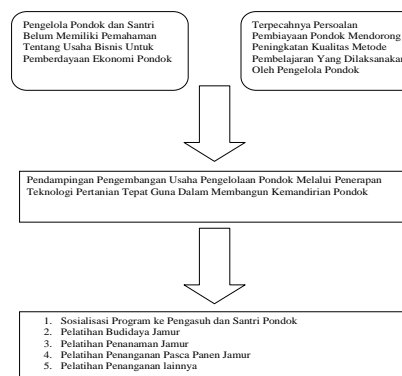 Pengelola Pondok dan Santri
Belum Memiliki Pemahaman
Tentang Usaha Bisnis Untuk
Pemberdayaan Ekonomi Pondok
Terpecahnya Persoalan
Pembiayaan Pondok Mendorong
Peningkatan Kualitas Metode
Pembelajaran Yang Dilaksanakan
Oleh Pengelola Pondok
Pendampingan Pengembangan Usaha Pengelolaan Pondok Melalui Penerapan
Teknologi Pertanian Tepat Guna Dalam Membangun Kemandirian Pondok
1. Sosialisasi Program ke Pengasuh dan Santri Pondok
2. Pelatihan Budidaya Jamur
3. Pelatihan Penanaman Jamur
4. Pelatihan Penanganan Pasca Panen Jamur
5. Pelatihan Penanganan lainnya